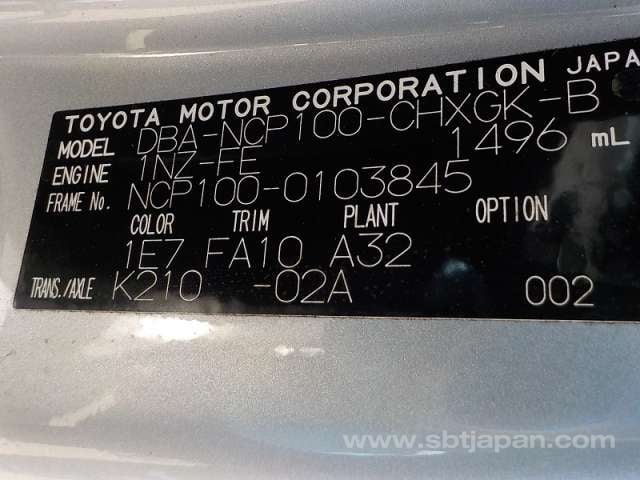 TOYOTA MOTOR CORPORATION JAPA
MODEL DBA-NCP100-CHXGK-B
ENGINE 1NZ-FE 1496 mL
FRAME No. NCP100-0103845
COLOR TRIM PLANT OPTION
1E7 FA10 A32
TRANS./AXLE K210 -02A 002
www.sbtjapan.com